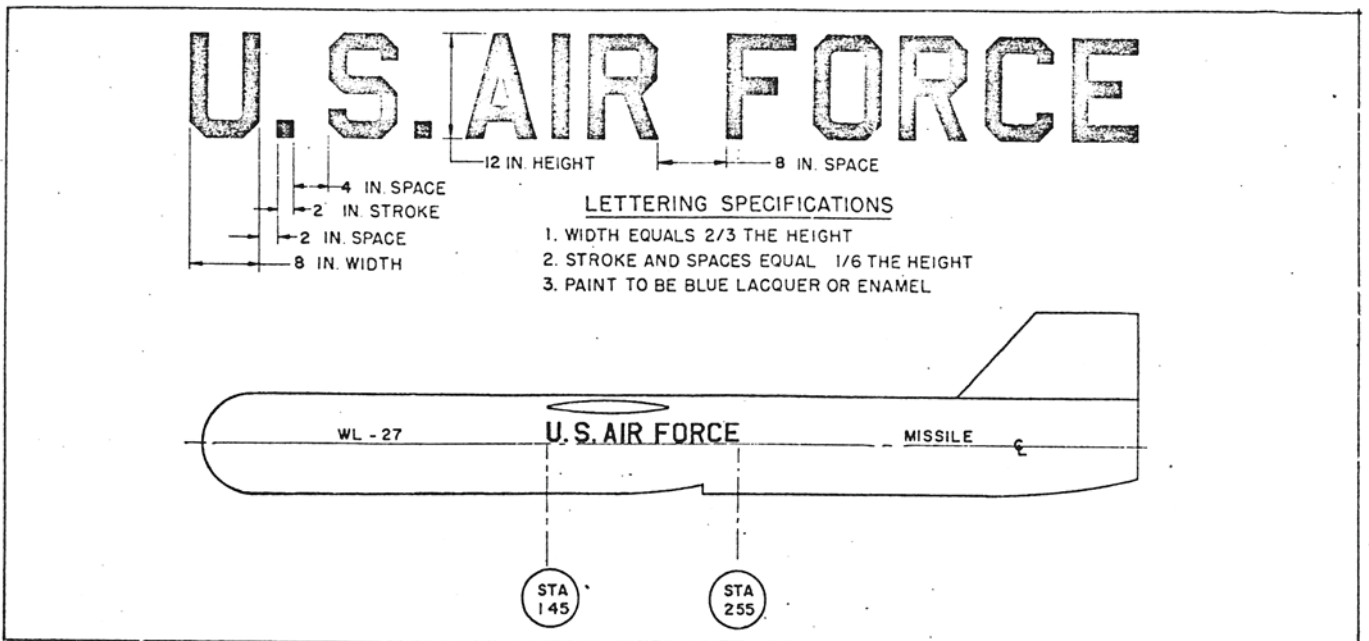 U.S.AIR FORCE
12 IN. HEIGHT
8 IN. SPACE
4 IN. SPACE
2 IN. STROKE
2 IN. SPACE
8 IN. WIDTH
LETTERING SPECIFICATIONS
1. WIDTH EQUALS 2/3 THE HEIGHT
2. STROKE AND SPACES EQUAL 1/6 THE HEIGHT
3. PAINT TO BE BLUE LACQUER OR ENAMEL
WL - 27
U.S.AIR FORCE
MISSILE ℄
STA
145
STA
255